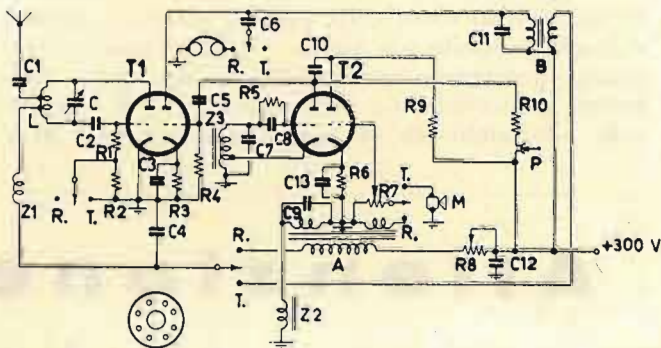 C1
L
C
C2
R1
R2
Z1
R.
T.
T1
C3
R3
C4
C5
R4
C6
R.
T.
R5
Z3
C7
C8
C10
T2
C13
R6
C9
R7
T.
R.
M
R.
T.
A
Z2
R8
C12
R9
R10
P
C11
B
+300 V